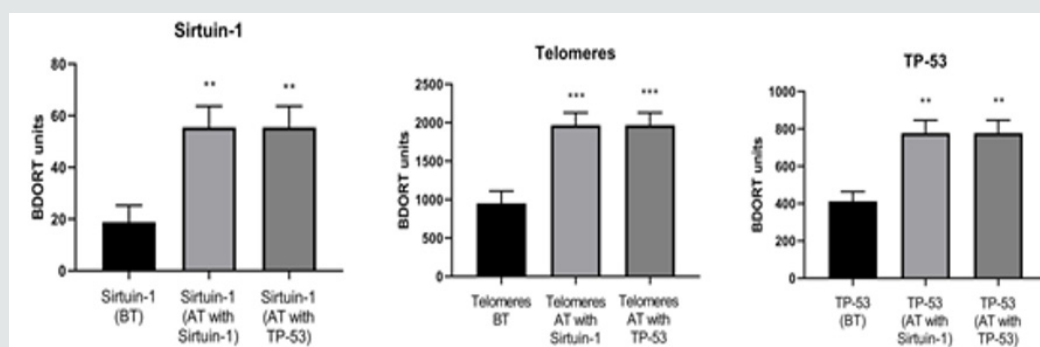 Sirtuin-1
BDORT units
80
60
40
20
0
**
**
Sirtuin-1
(BT)
Sirtuin-1
(AT with
Sirtuin-1)
Sirtuin-1
(AT with
TP-53)
Telomeres
BDORT units
2500
2000
1500
1000
500
0
***
***
Telomeres
BT
Telomeres
AT with
Sirtuin-1
Telomeres
AT with
TP-53
TP-53
BDORT units
1000
800
600
400
200
0
**
**
TP-53
(BT)
TP-53
(AT with
Sirtuin-1)
TP-53
(AT with
TP-53)